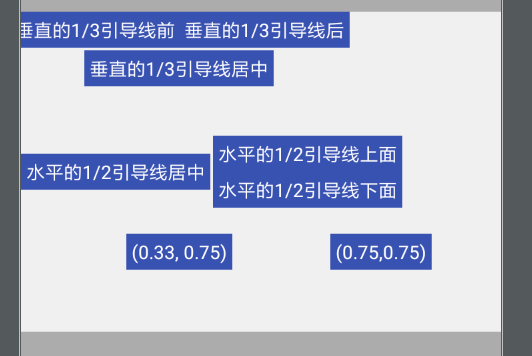 垂直的1/3引导线前 垂直的1/3引导线后
垂直的1/3引导线居中
水平的1/2引导线上面
水平的1/2引导线居中
水平的1/2引导线下面
(0.33, 0.75) (0.75,0.75)